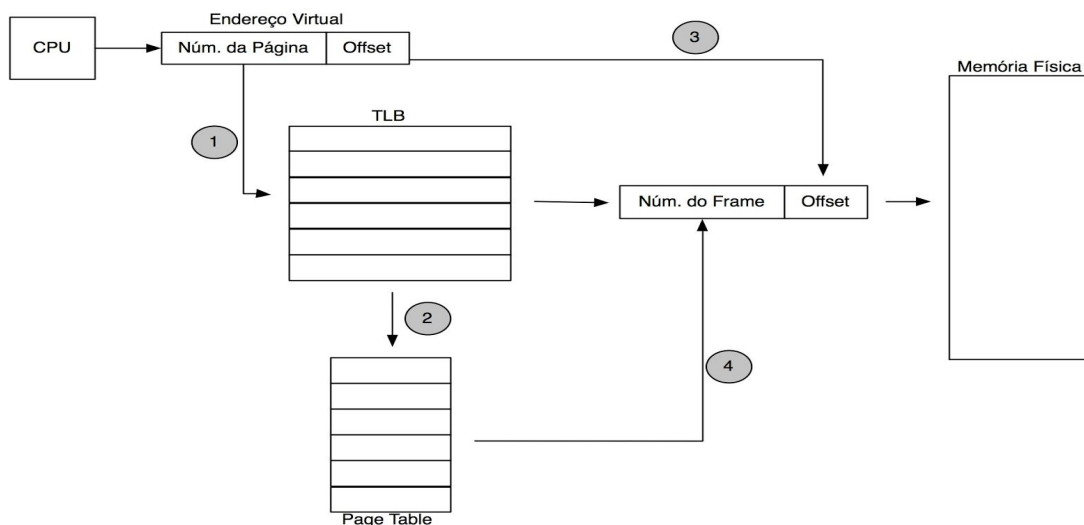 Endereço Virtual
CPU
Núm. da Página
Offset
3
Memória Física
TLB
1
Núm. do Frame
Offset
2
4
Page Table